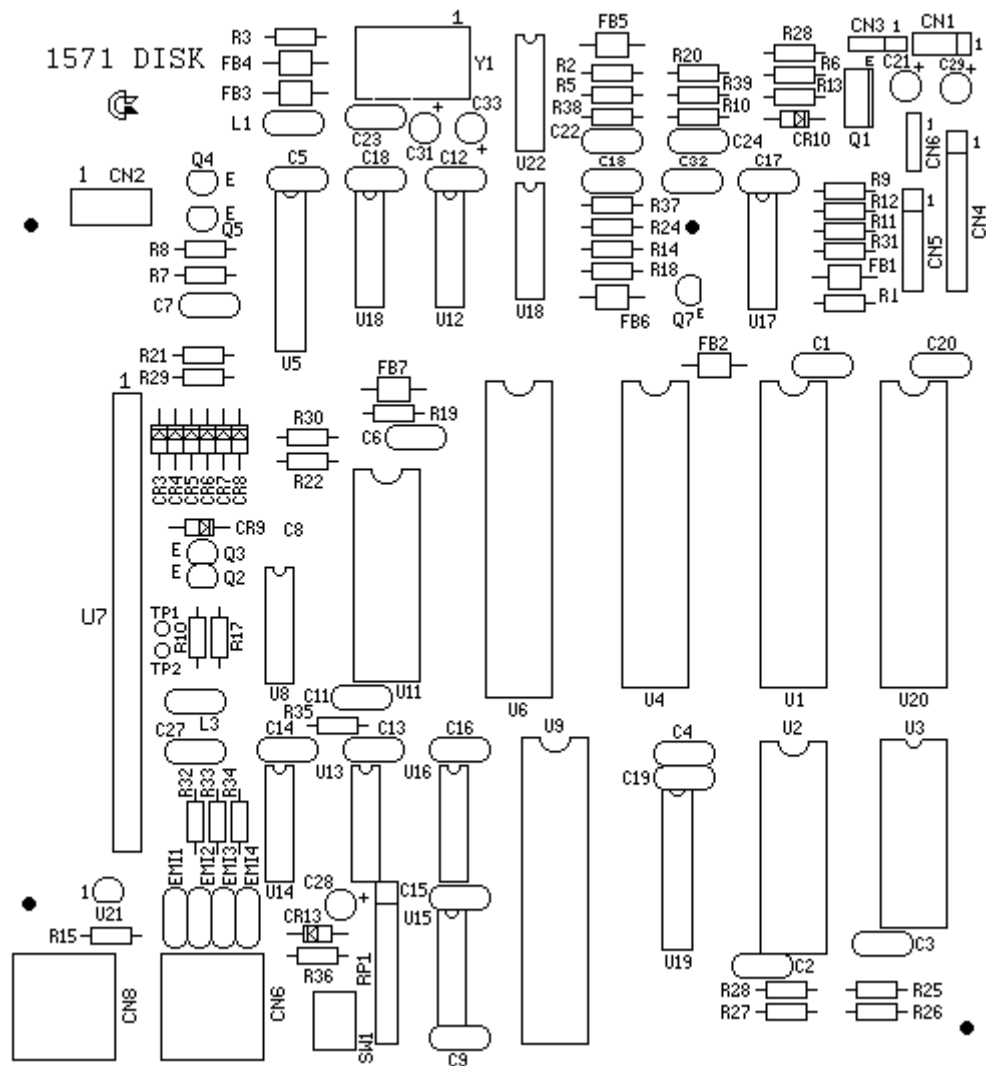 1571 DISK
R3
FB4
FB3
L1
1
Y1
C23
C31
C33
U22
FB5
R2
R5
R38
C22
R20
R39
R10
C24
R28
R6
R13
CR10
E
Q1
CN3 1
CN1
1
C21
C29
1
CN6
1
CN4
1 CN2
Q4
E
E
Q5
R8
R7
C7
C5
C18
C12
U5
U18
U12
U18
C18
C32
C17
R37
R24
R14
R18
FB6
Q7
E
U17
R9
R12
R11
R31
FB1
R1
1
CN5
R21
R29
1
U7
FB7
R19
C6
R30
R22
FB2
C1
C20
CR3
CR4
CR5
CR6
CR7
CR8
CR9
C8
E
Q3
E
Q2
TP1
TP2
R10
R17
U8
C11
U11
U6
U4
U1
U20
L3
C27
R35
C14
C13
C16
U13
U16
U9
C4
C19
U2
U3
R32
R33
R34
EMI1
EMI2
EMI3
EMI4
U14
C28
+
CR13
R36
RP1
C15
U15
U19
C2
C3
1
U21
R15
CN8
CN6
SW1
C9
R28
R27
R25
R26